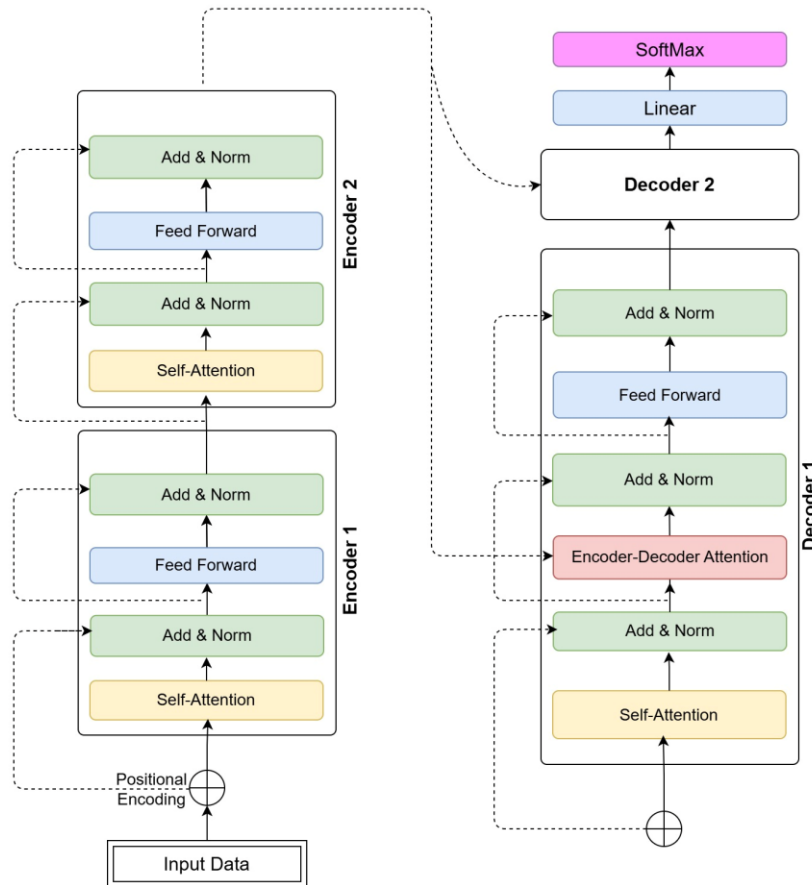 Add & Norm
Feed Forward
Add & Norm
Self-Attention
Encoder 2
Add & Norm
Feed Forward
Add & Norm
Self-Attention
Encoder 1
Positional
Encoding
Input Data
SoftMax
Linear
Decoder 2
Add & Norm
Feed Forward
Add & Norm
Encoder-Decoder Attention
Add & Norm
Self-Attention
Decoder 1